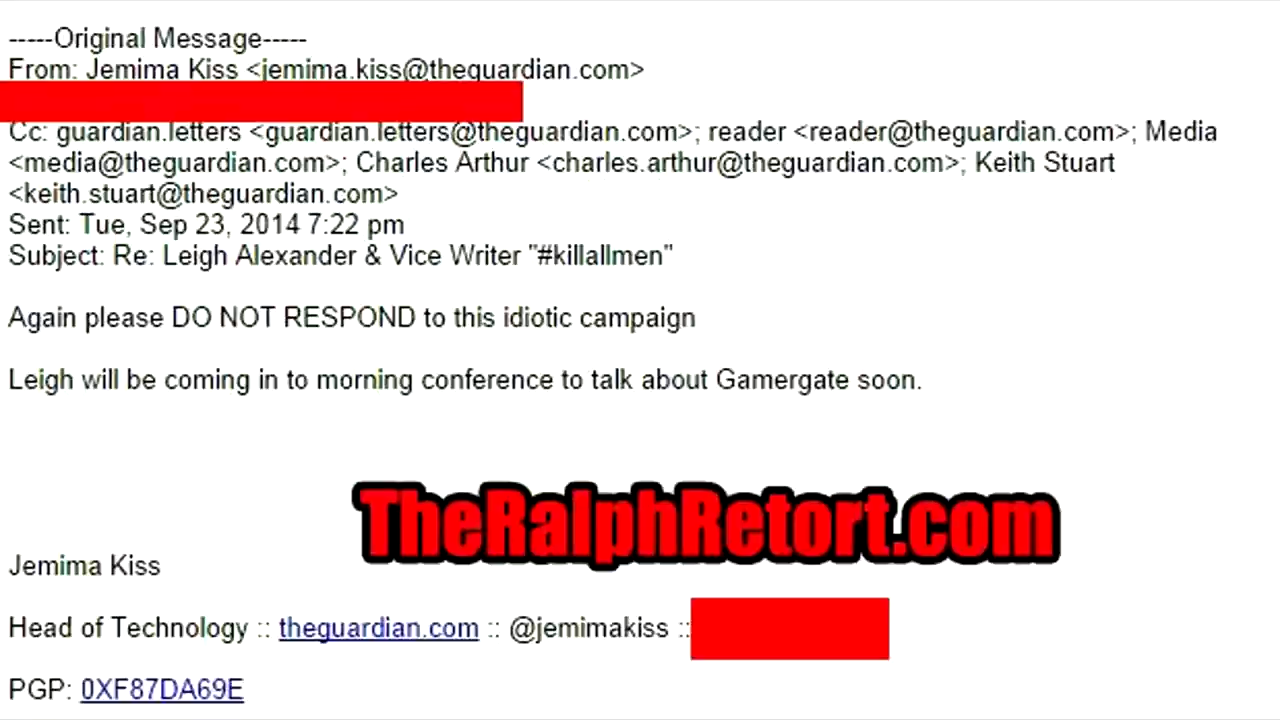 -----Original Message-----
From: Jemima Kiss <jemima.kiss@theguardian.com>
Cc: guardian.letters <guardian.letters@theguardian.com>; reader <reader@theguardian.com>; Media
<media@theguardian.com>; Charles Arthur <charles.arthur@theguardian.com>; Keith Stuart
<keith.stuart@theguardian.com>
Sent: Tue, Sep 23, 2014 7:22 pm
Subject: Re: Leigh Alexander & Vice Writer "#killallmen"
Again please DO NOT RESPOND to this idiotic campaign
Leigh will be coming in to morning conference to talk about Gamergate soon.
TheRalphRetort.com
Jemima Kiss
Head of Technology :: theguardian.com :: @jemimakiss ::
PGP: 0XF87DA69E